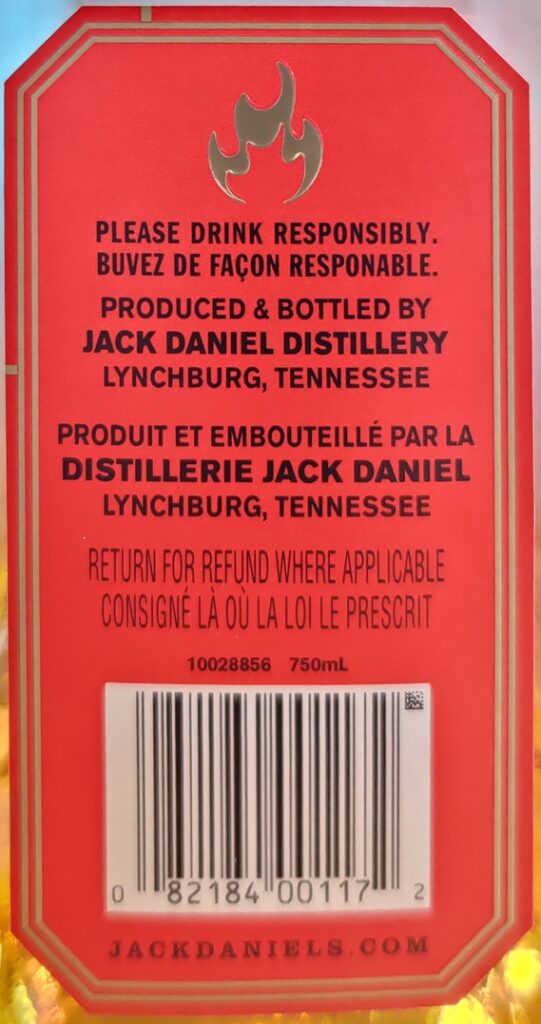 PLEASE DRINK RESPONSIBLY.
BUVEZ DE FAÇON RESPONABLE.
PRODUCED & BOTTLED BY
JACK DANIEL DISTILLERY
LYNCHBURG, TENNESSEE
PRODUIT ET EMBOUTEILLÉ PAR LA
DISTILLERIE JACK DANIEL
LYNCHBURG, TENNESSEE
RETURN FOR REFUND WHERE APPLICABLE
CONSIGNÉ LÀ OÙ LA LOI LE PRESCRIT
10028856 750mL
0 82184 00117 2
JACKDANIELS.COM